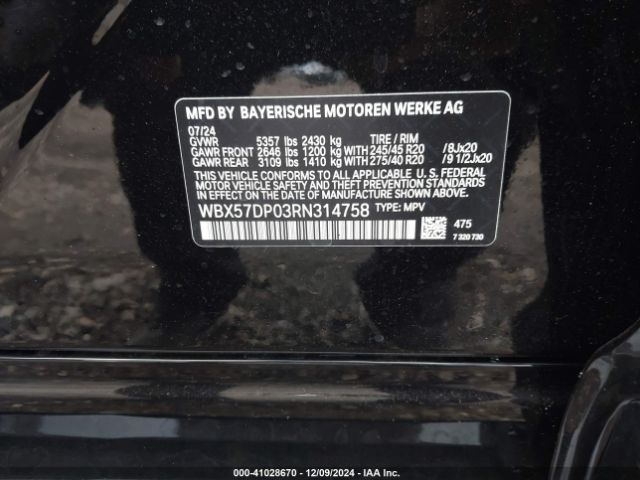 MFD BY BAYERISCHE MOTOREN WERKE AG
07/24
GVWR 5357 lbs 2430 kg TIRE / RIM
GAWR FRONT 2646 lbs 1200 kg WITH 245/45 R20 /8Jx20
GAWR REAR 3109 lbs 1410 kg WITH 275/40 R20 /9 1/2Jx20
THIS VEHICLE CONFORMS TO ALL APPLICABLE U. S. FEDERAL
MOTOR VEHICLE SAFETY AND THEFT PREVENTION STANDARDS
IN EFFECT ON THE DATE OF MANUFACTURE SHOWN ABOVE.
WBX57DP03RN314758 TYPE: MPV
475
7 320 730
000-41028670 - 12/09/2024 - IAA Inc.